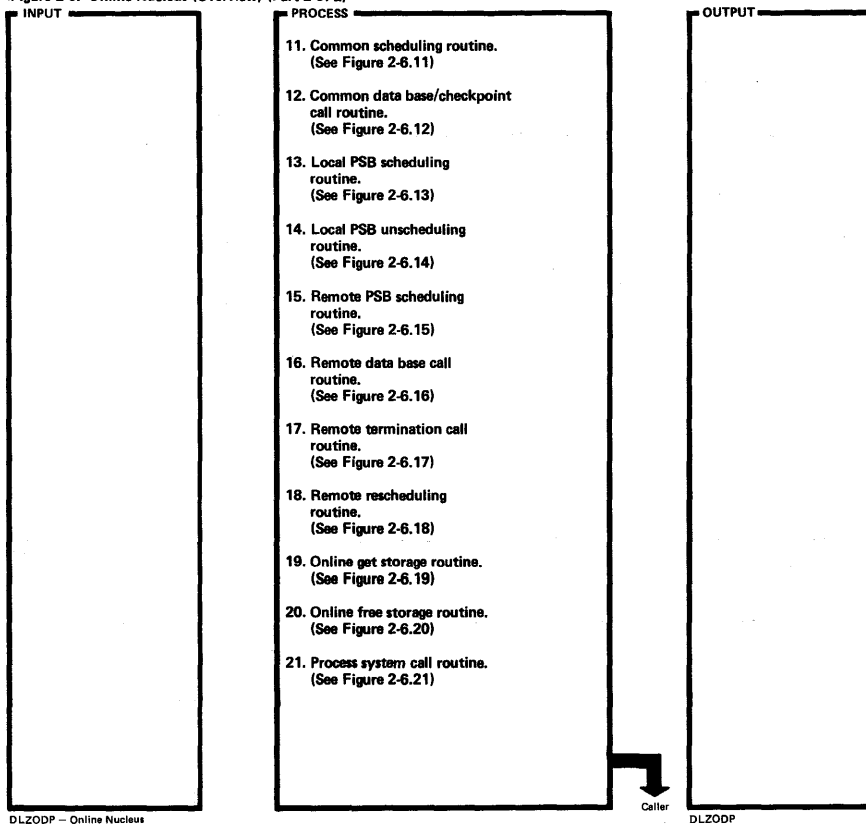 INPUT
PROCESS
OUTPUT
11. Common scheduling routine.
(See Figure 2-6.11)
12. Common data base/checkpoint
call routine.
(See Figure 2-6.12)
13. Local PSB scheduling
routine.
(See Figure 2-6.13)
14. Local PSB unscheduling
routine.
(See Figure 2-6.14)
15. Remote PSB scheduling
routine.
(See Figure 2-6.15)
16. Remote data base call
routine.
(See Figure 2-6.16)
17. Remote termination call
routine.
(See Figure 2-6.17)
18. Remote rescheduling
routine.
(See Figure 2-6.18)
19. Online get storage routine.
(See Figure 2-6.19)
20. Online free storage routine.
(See Figure 2-6.20)
21. Process system call routine.
(See Figure 2-6.21)
Caller
DLZODP – Online Nucleus
DLZODP